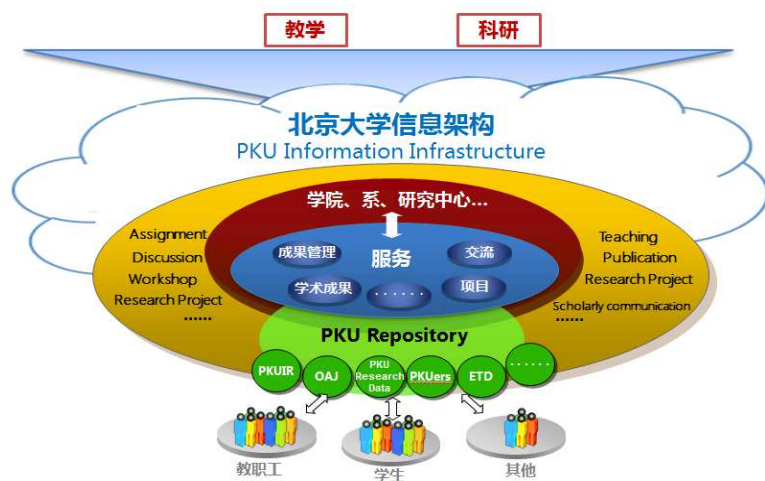 教学
科研
北京大学信息架构
PKU Information Infrastructure
学院、系、研究中心...
Assignment
Discussion
Workshop
Research Project
......
服务
成果管理
交流
学术成果
......
项目
Teaching
Publication
Research Project
Scholarly communication
......
PKU Repository
PKUIR
OAJ
PKU
Research
Data
PKUers
ETD
......
教职工
学生
其他